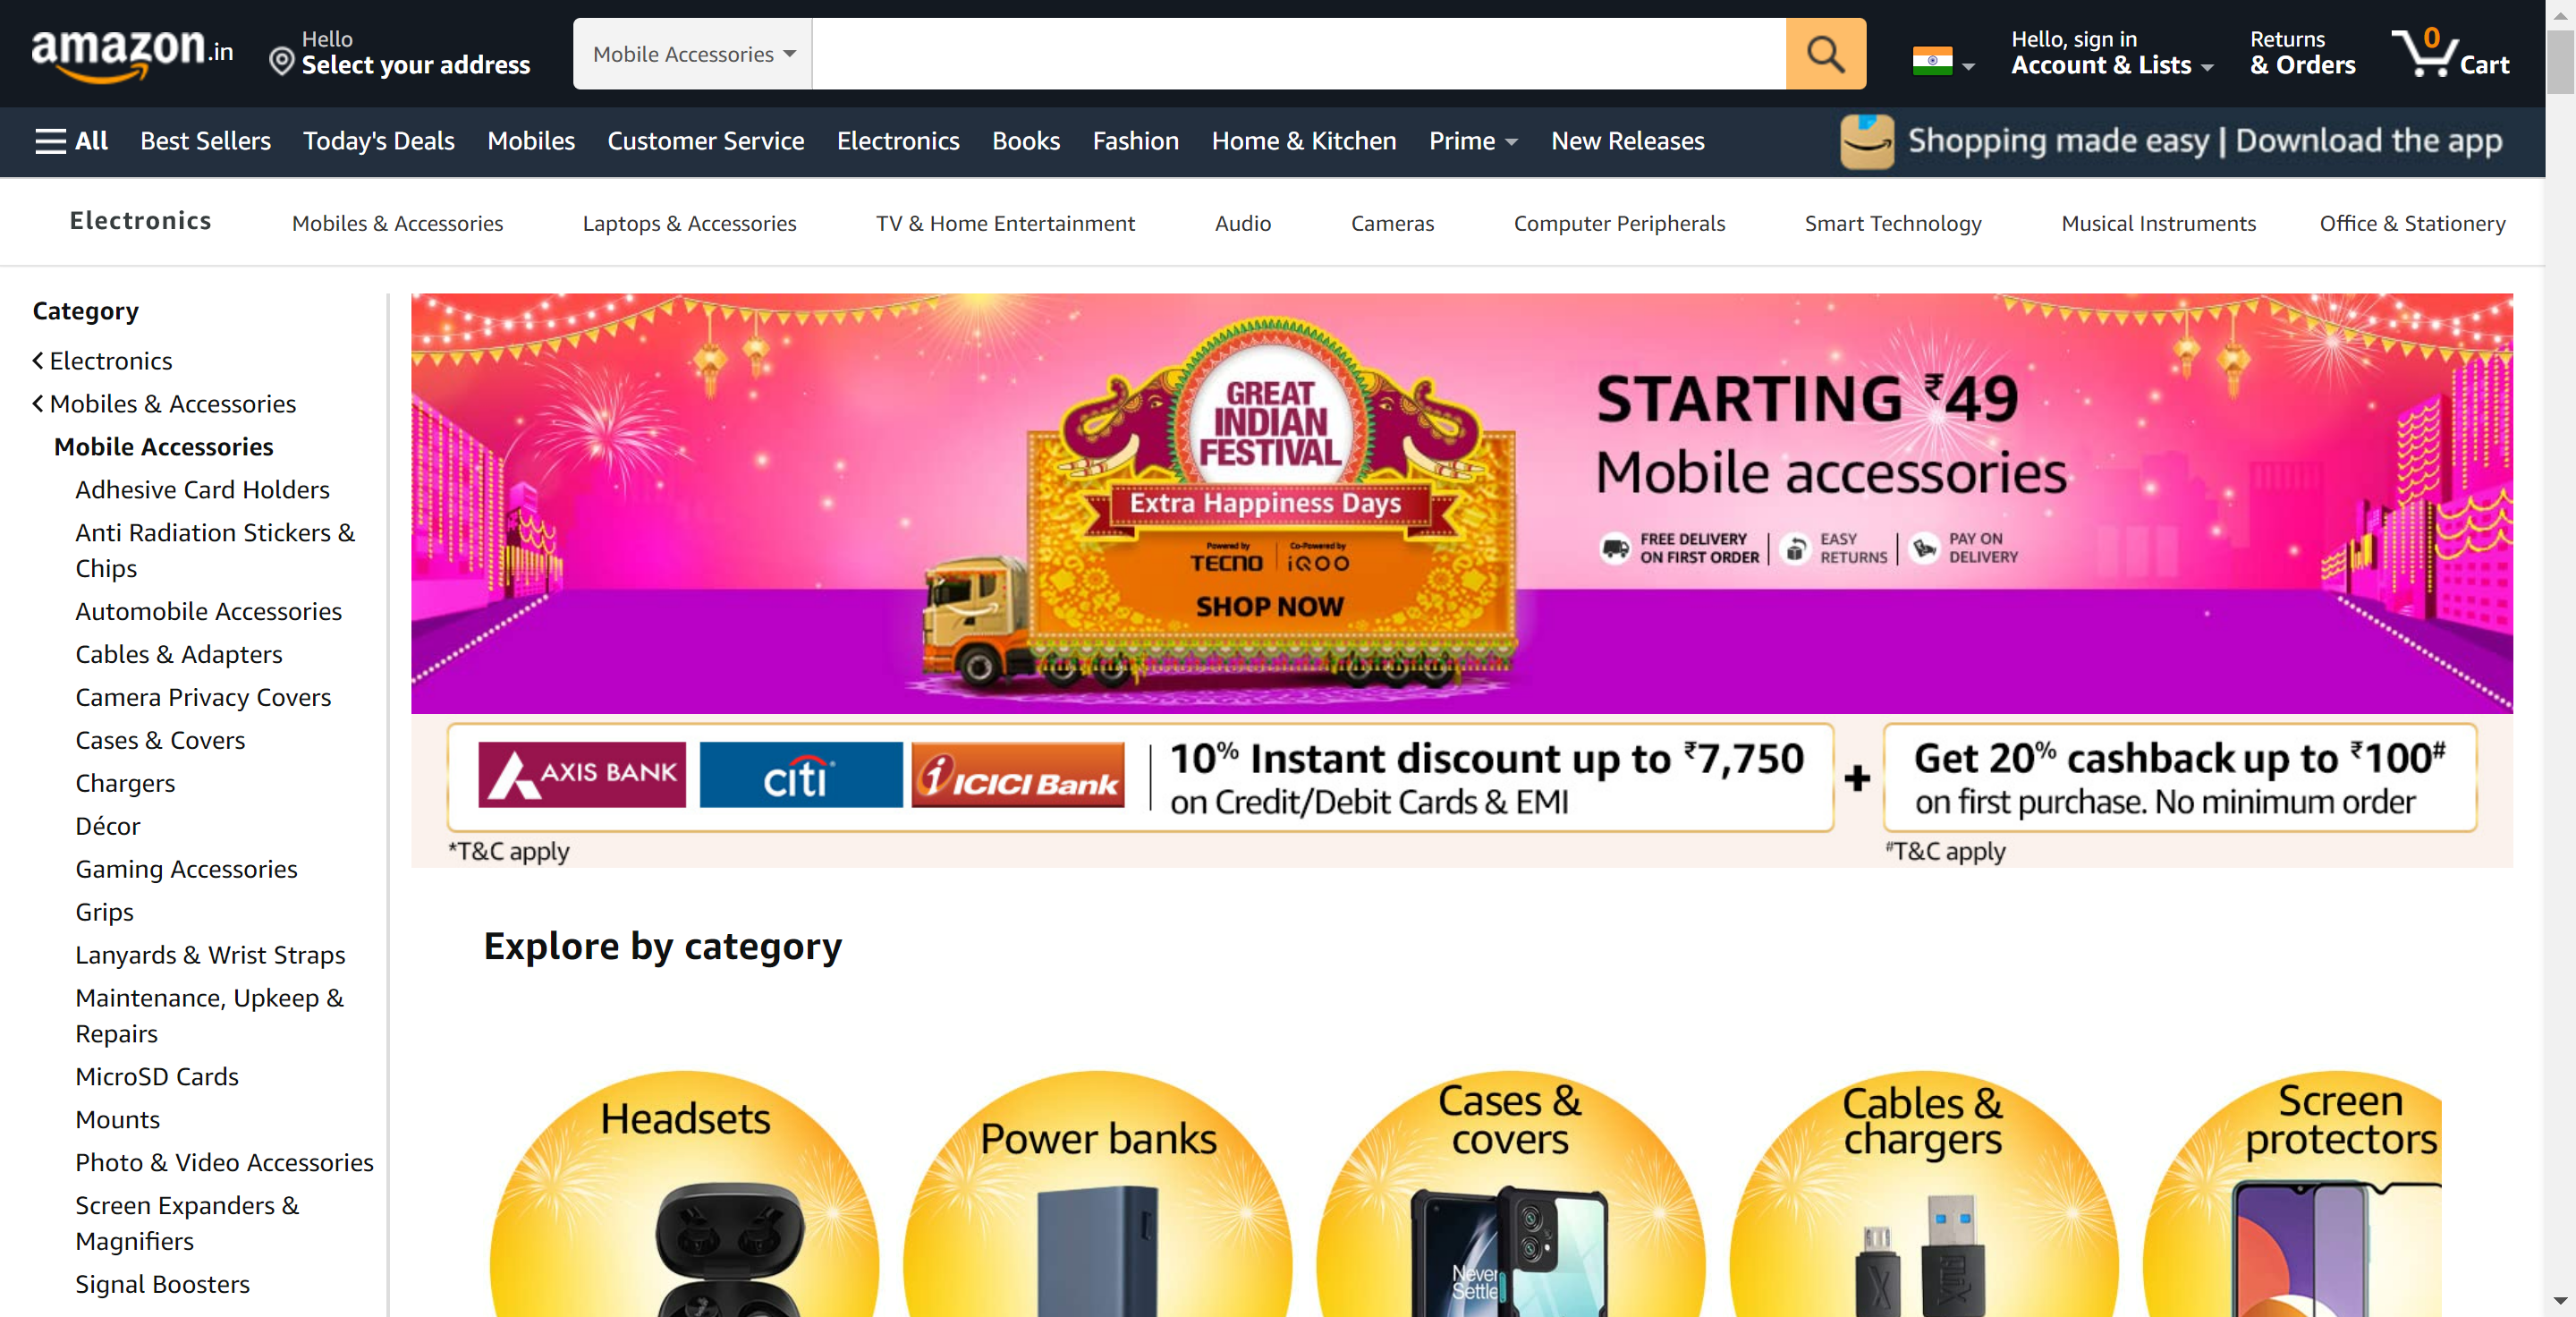 amazon.in
Hello
Select your address
Mobile Accessories
Hello, sign in
Account & Lists
Returns
& Orders
0
Cart
All
Best Sellers
Today's Deals
Mobiles
Customer Service
Electronics
Books
Fashion
Home & Kitchen
Prime
New Releases
Shopping made easy | Download the app
Electronics
Mobiles & Accessories
Laptops & Accessories
TV & Home Entertainment
Audio
Cameras
Computer Peripherals
Smart Technology
Musical Instruments
Office & Stationery
Category
Electronics
Mobiles & Accessories
Mobile Accessories
Adhesive Card Holders
Anti Radiation Stickers &
Chips
Automobile Accessories
Cables & Adapters
Camera Privacy Covers
Cases & Covers
Chargers
Décor
Gaming Accessories
Grips
Lanyards & Wrist Straps
Maintenance, Upkeep &
Repairs
MicroSD Cards
Mounts
Photo & Video Accessories
Screen Expanders &
Magnifiers
Signal Boosters
GREAT
INDIAN
FESTIVAL
Extra Happiness Days
Powered by
TECNO
Co-Powered by
iQOO
SHOP NOW
STARTING ₹49
Mobile accessories
FREE DELIVERY
ON FIRST ORDER
EASY
RETURNS
PAY ON
DELIVERY
AXIS BANK
citi
ICICI Bank
10% Instant discount up to ₹7,750
on Credit/Debit Cards & EMI
+
Get 20% cashback up to ₹100#
on first purchase. No minimum order
*T&C apply
#T&C apply
Explore by category
Headsets
Power banks
Cases &
covers
Never
Settle
Cables &
chargers
Screen
protectors